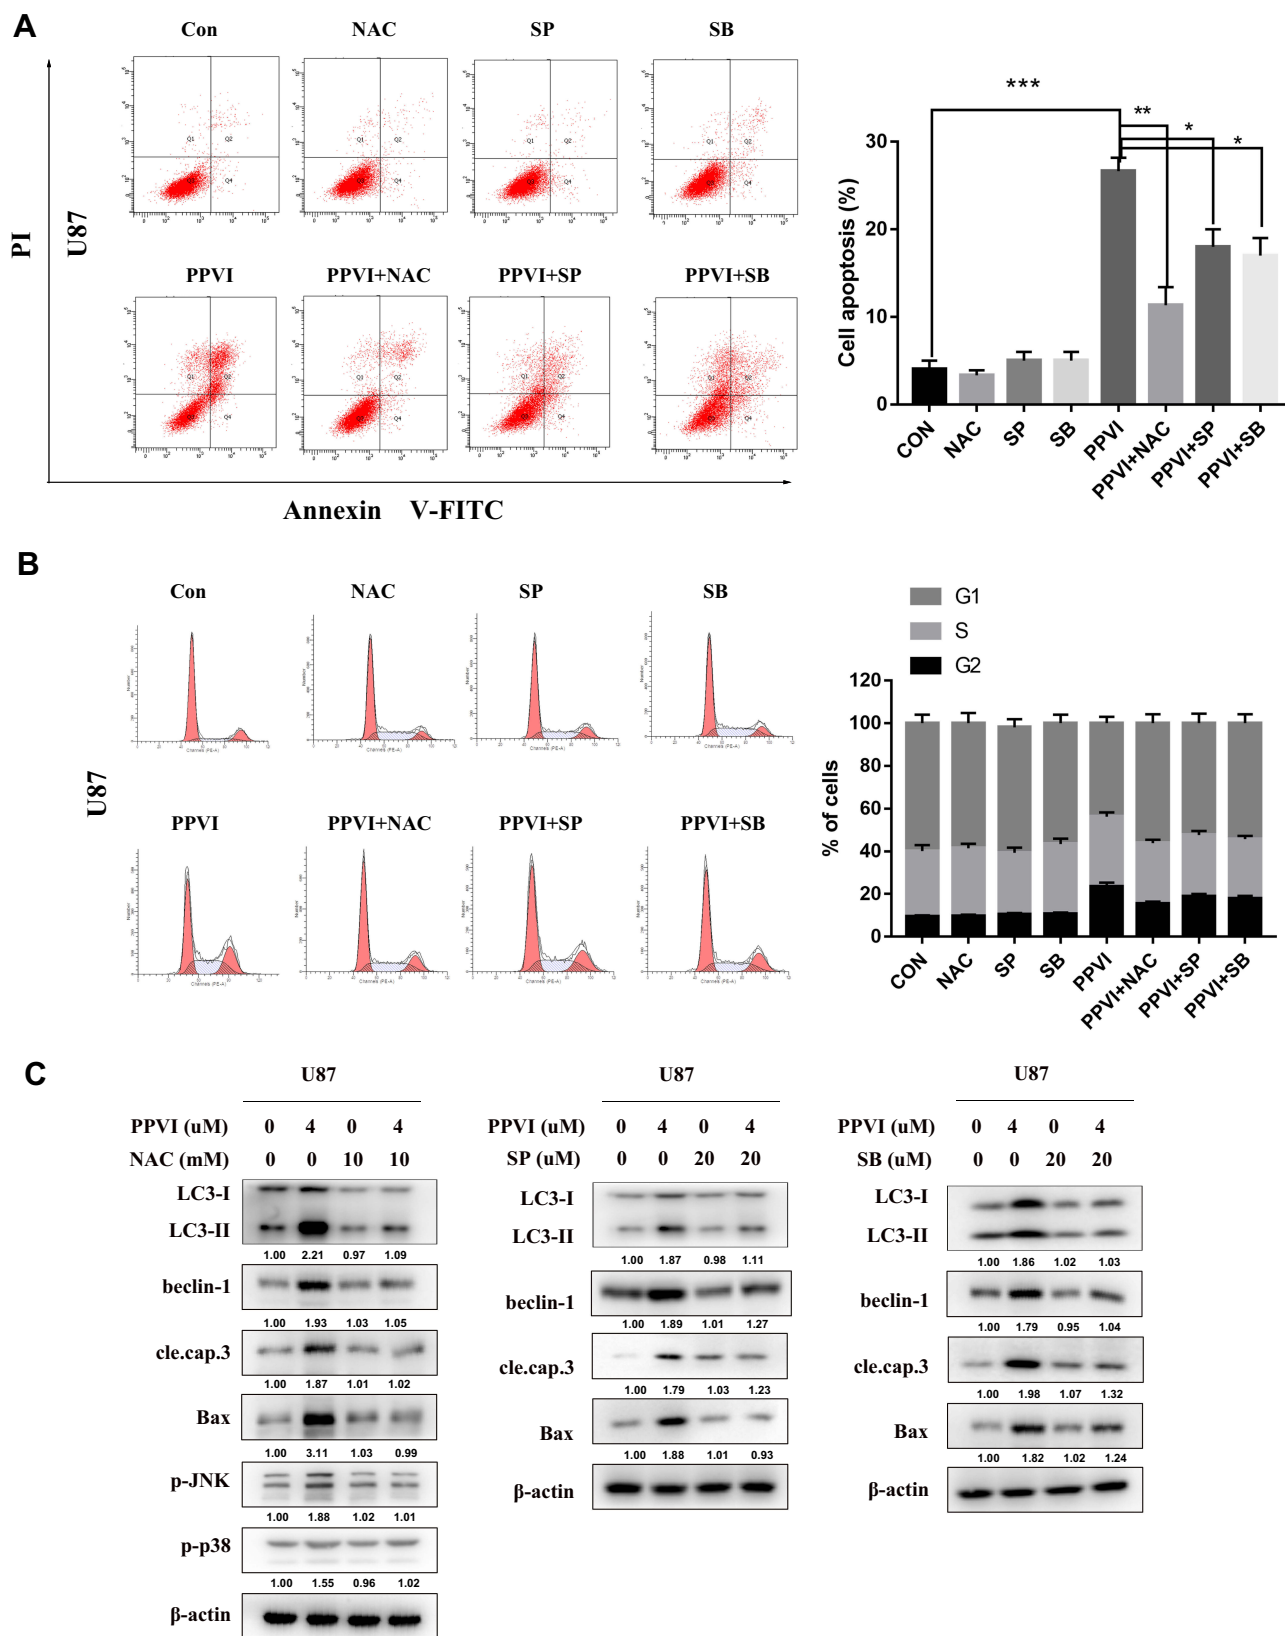 A
Con NAC SP SB
PI
U87
Q1 Q2 Q4
PPVI PPVI+NAC PPVI+SP PPVI+SB
Q1 Q2 Q4
Annexin V-FITC
*** ** * *
Cell apoptosis (%)
30
20
10
0
CON NAC SP SB PPVI PPVI+NAC PPVI+SP PPVI+SB
B
Con NAC SP SB
U87
Number
Channels (PE-A)
PPVI PPVI+NAC PPVI+SP PPVI+SB
Number
Channels (PE-A)
G1
S
G2
% of cells
120
100
80
60
40
20
0
CON NAC SP SB PPVI PPVI+NAC PPVI+SP PPVI+SB
C
U87
PPVI (uM) 0 4 0 4
NAC (mM) 0 0 10 10
LC3-I
LC3-II
1.00 2.21 0.97 1.09
beclin-1
1.00 1.93 1.03 1.05
cle.cap.3
1.00 1.87 1.01 1.02
Bax
1.00 3.11 1.03 0.99
p-JNK
1.00 1.88 1.02 1.01
p-p38
1.00 1.55 0.96 1.02
β-actin
U87
PPVI (uM) 0 4 0 4
SP (uM) 0 0 20 20
LC3-I
LC3-II
1.00 1.87 0.98 1.11
beclin-1
1.00 1.89 1.01 1.27
cle.cap.3
1.00 1.79 1.03 1.23
Bax
1.00 1.88 1.01 0.93
β-actin
U87
PPVI (uM) 0 4 0 4
SB (uM) 0 0 20 20
LC3-I
LC3-II
1.00 1.86 1.02 1.03
beclin-1
1.00 1.79 0.95 1.04
cle.cap.3
1.00 1.98 1.07 1.32
Bax
1.00 1.82 1.02 1.24
β-actin